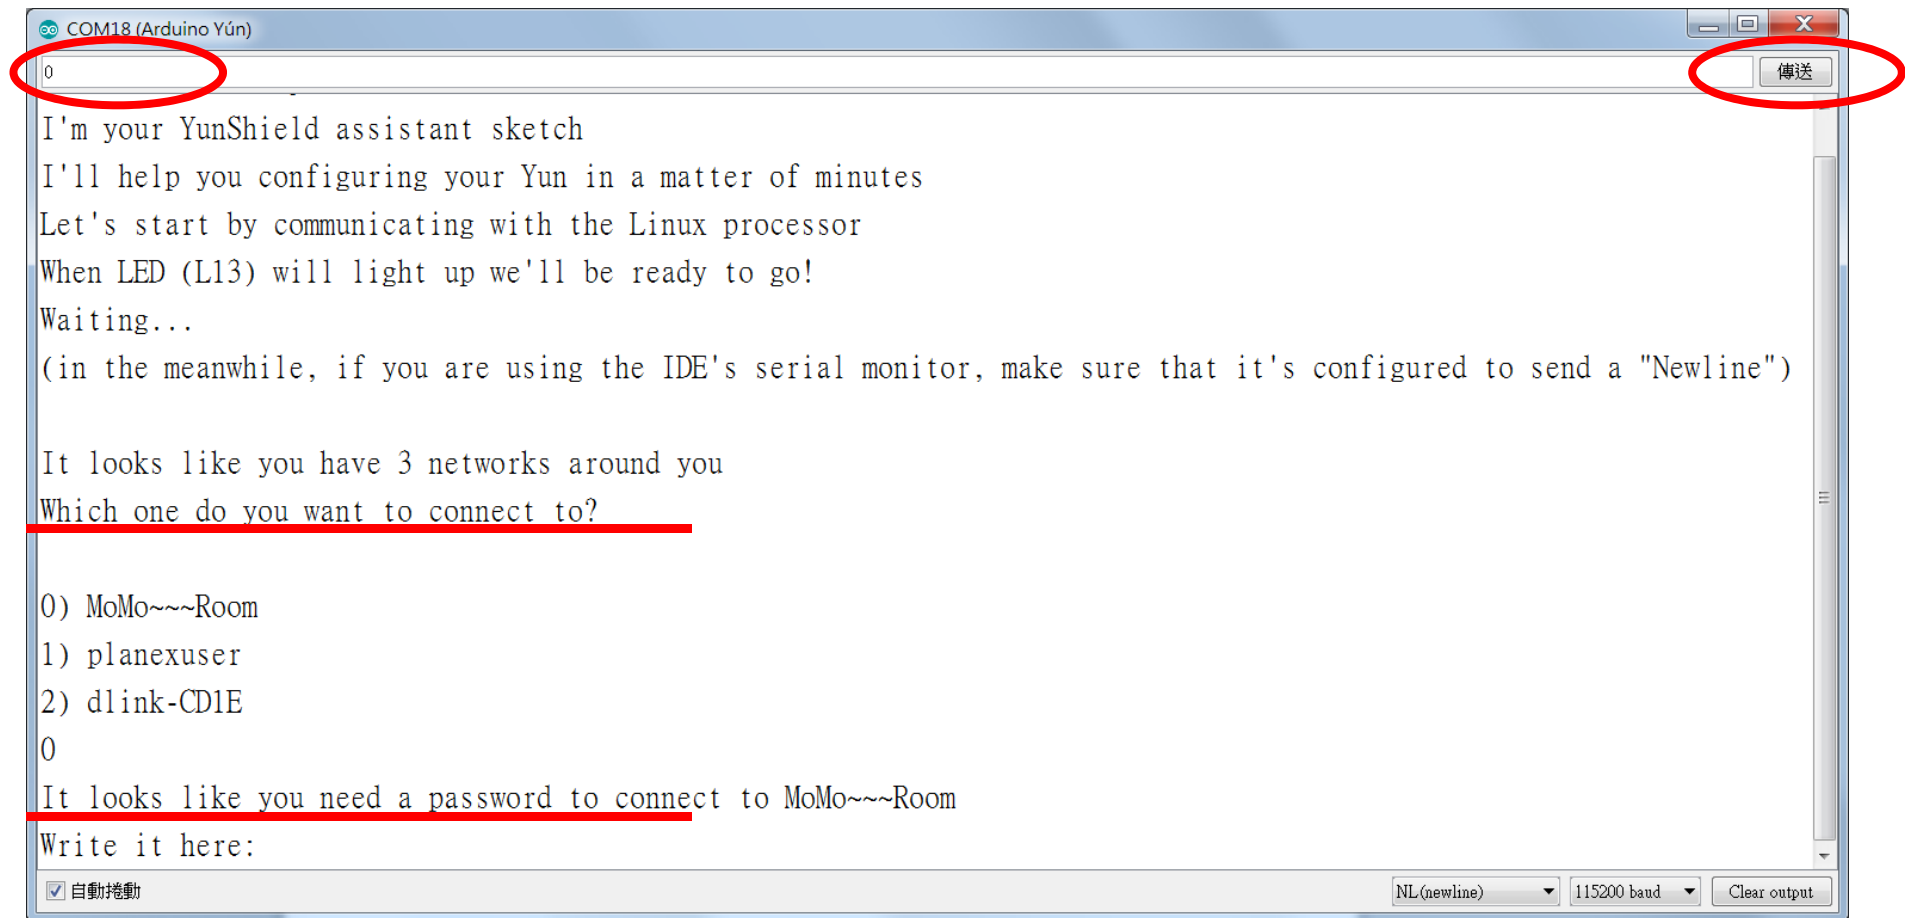 COM18 (Arduino Yún)
0
傳送
I'm your YunShield assistant sketch
I'll help you configuring your Yun in a matter of minutes
Let's start by communicating with the Linux processor
When LED (L13) will light up we'll be ready to go!
Waiting...
(in the meanwhile, if you are using the IDE's serial monitor, make sure that it's configured to send a "Newline")
It looks like you have 3 networks around you
Which one do you want to connect to?
0) MoMo~~~Room
1) planexuser
2) dlink-CD1E
0
It looks like you need a password to connect to MoMo~~~Room
Write it here:
自動捲動
NL(newline)
115200 baud
Clear output